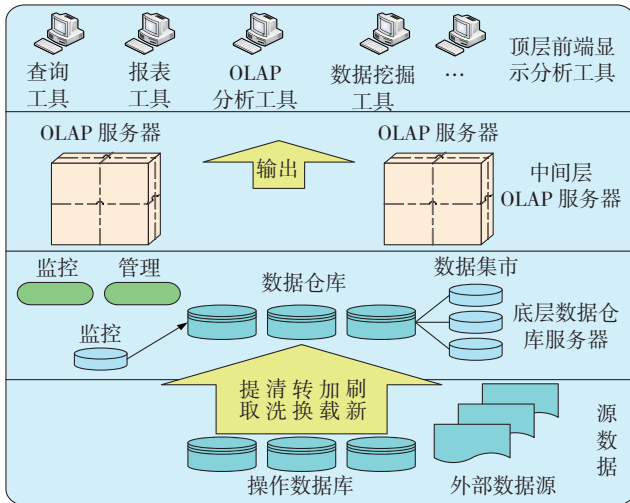 查询
工具
报表
工具
OLAP
分析工具
数据挖掘
工具
…
顶层前端显
示分析工具
OLAP 服务器
OLAP 服务器
输出
中间层
OLAP 服务器
监控
管理
数据仓库
数据集市
监控
底层数据仓
库服务器
提清转加刷
取洗换载新
源
数
据
操作数据库
外部数据源